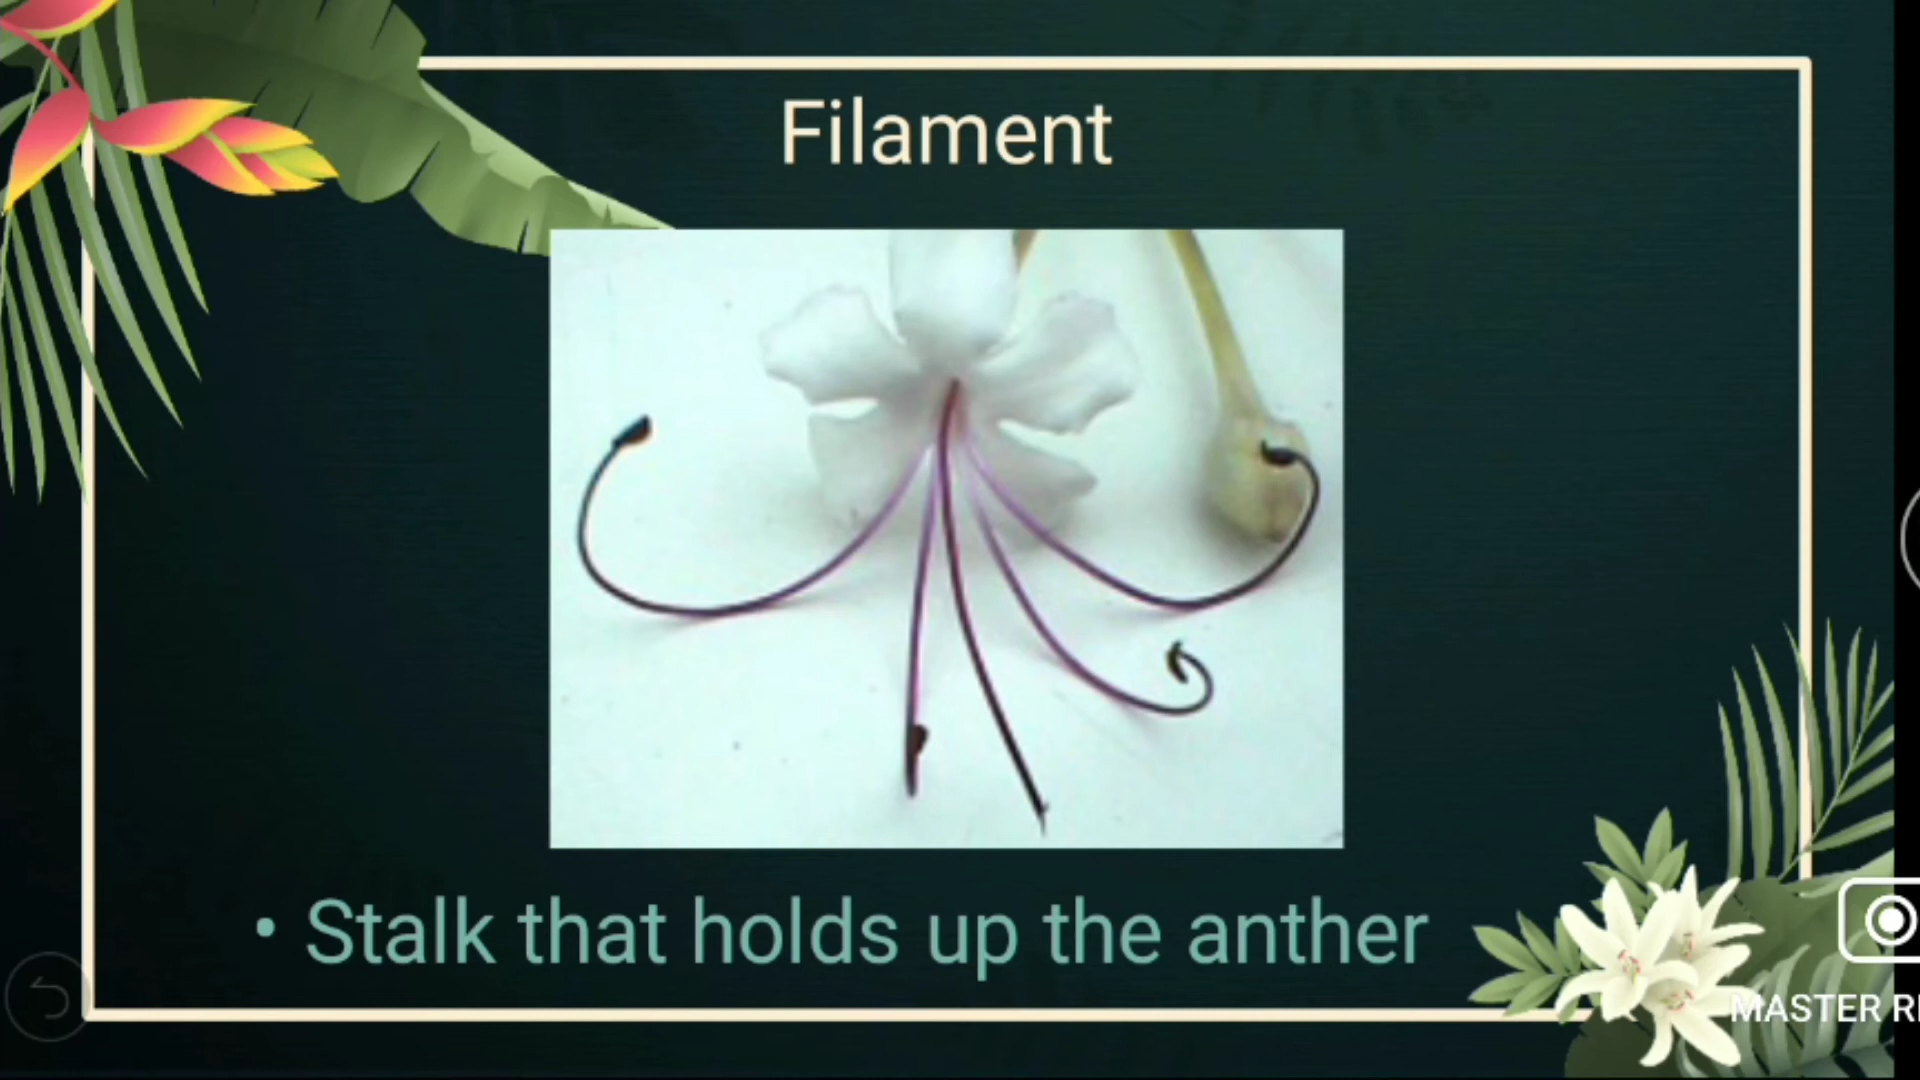 Filament
• Stalk that holds up the anther
MASTER